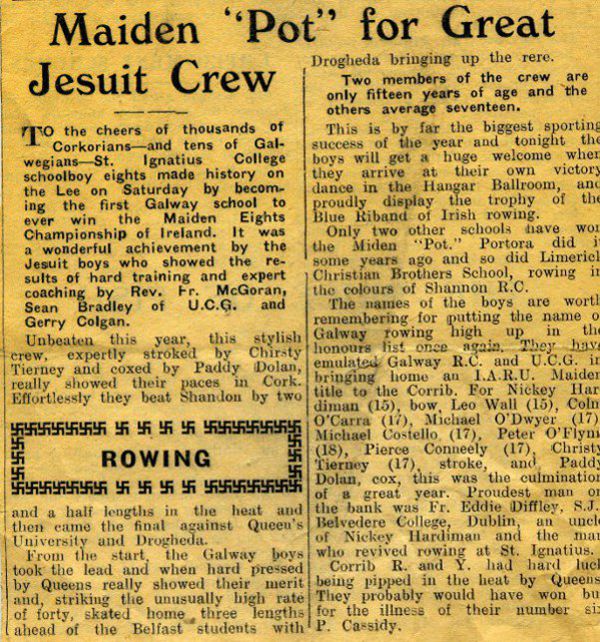 Maiden "Pot" for Great
Jesuit Crew
TO the cheers of thousands of
Corkorians—and tens of Gal-
wegians—St. Ignatius College
schoolboy eights made history on
the Lee on Saturday by becom-
ing the first Galway school to
ever win the Maiden Eights
Championship of Ireland. It was
a wonderful achievement by the
Jesuit boys who showed the re-
sults of hard training and expert
coaching by Rev. Fr. McGoran,
Sean Bradley of U.C.G. and
Gerry Colgan.
Unbeaten this year, this stylish
crew, expertly stroked by Chirsty
Tierney and coxed by Paddy Dolan,
really showed their paces in Cork.
Effortlessly they beat Shandon by two
ROWING
and a half lengths in the heat and
then came the final against Queen's
University and Drogheda.
From the start, the Galway boys
took the lead and when hard pressed
by Queens really showed their merit
and, striking the unusually high rate
of forty, skated home three lengths
ahead of the Belfast students with
Drogheda bringing up the rere.
Two members of the crew are
only fifteen years of age and the
others average seventeen.
This is by far the biggest sporting
success of the year and tonight the
boys will get a huge welcome when
they arrive at their own victory
dance in the Hangar Ballroom, and
proudly display the trophy of the
Blue Riband of Irish rowing.
Only two other schools have won
the Miden "Pot." Portora did i
some years ago and so did Limerick
Christian Brothers School, rowing in
the colours of Shannon R.C.
The names of the boys are worth
remembering for putting the name o
Galway rowing high up in the
honours list once again. They have
emulated Galway R.C. and U.C.G. in
bringing home an I.A.R.U. Maiden
title to the Corrib. For Nickey Har
diman (15), bow, Leo Wall (15), Colm
O'Carra (17), Michael O'Dwyer (17)
Michael Costello (17), Peter O'Flynn
(18), Pierce Conneely (17), Christy
Tierney (17), stroke, and Paddy
Dolan, cox, this was the culmination
of a great year. Proudest man on
the bank was Fr. Eddie Diffley, S.J.
Belvedere College, Dublin, an uncle
of Nickey Hardiman and the man
who revived rowing at St. Ignatius.
Corrib R. and Y. had hard luck
being pipped in the heat by Queens
They probably would have won bu
for the illness of their number six
P. Cassidy.